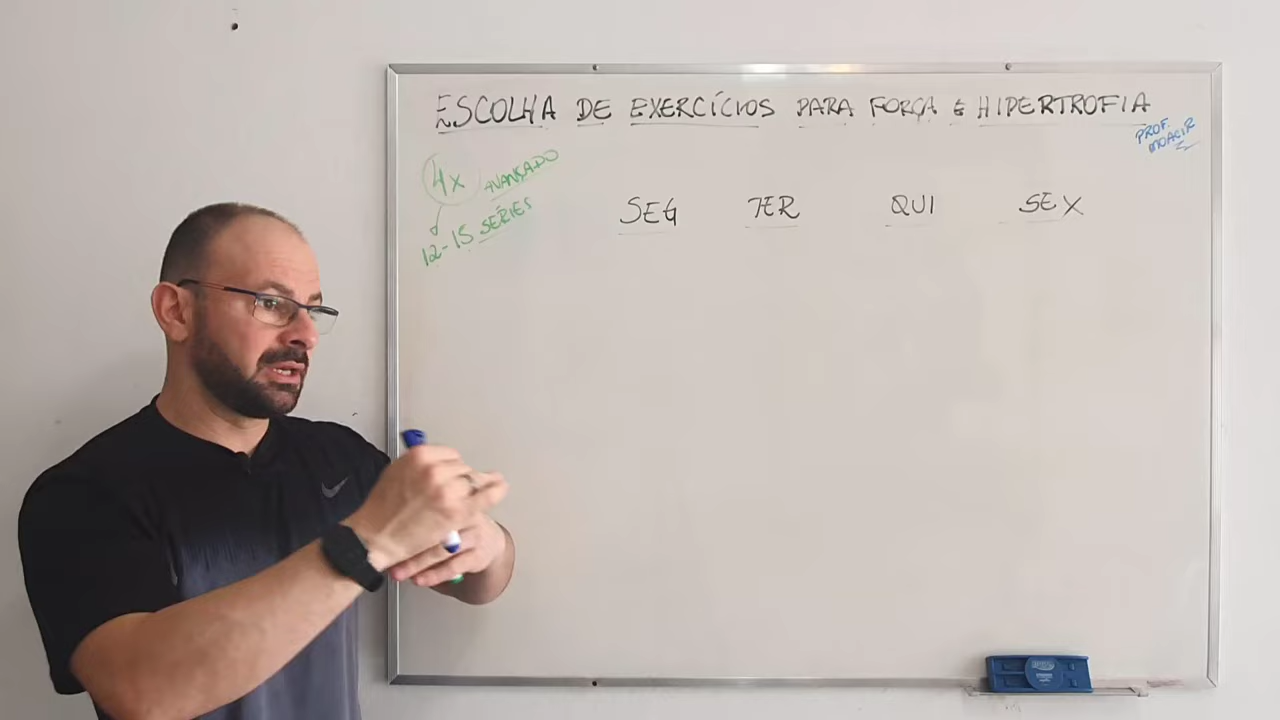 ESCOLHA DE EXERCÍCIOS PARA FORÇA E HIPERTROFIA
PROF.
MOACIR
4x AVANÇADO
12-15 SÉRIES
SEG TER QUI SEX